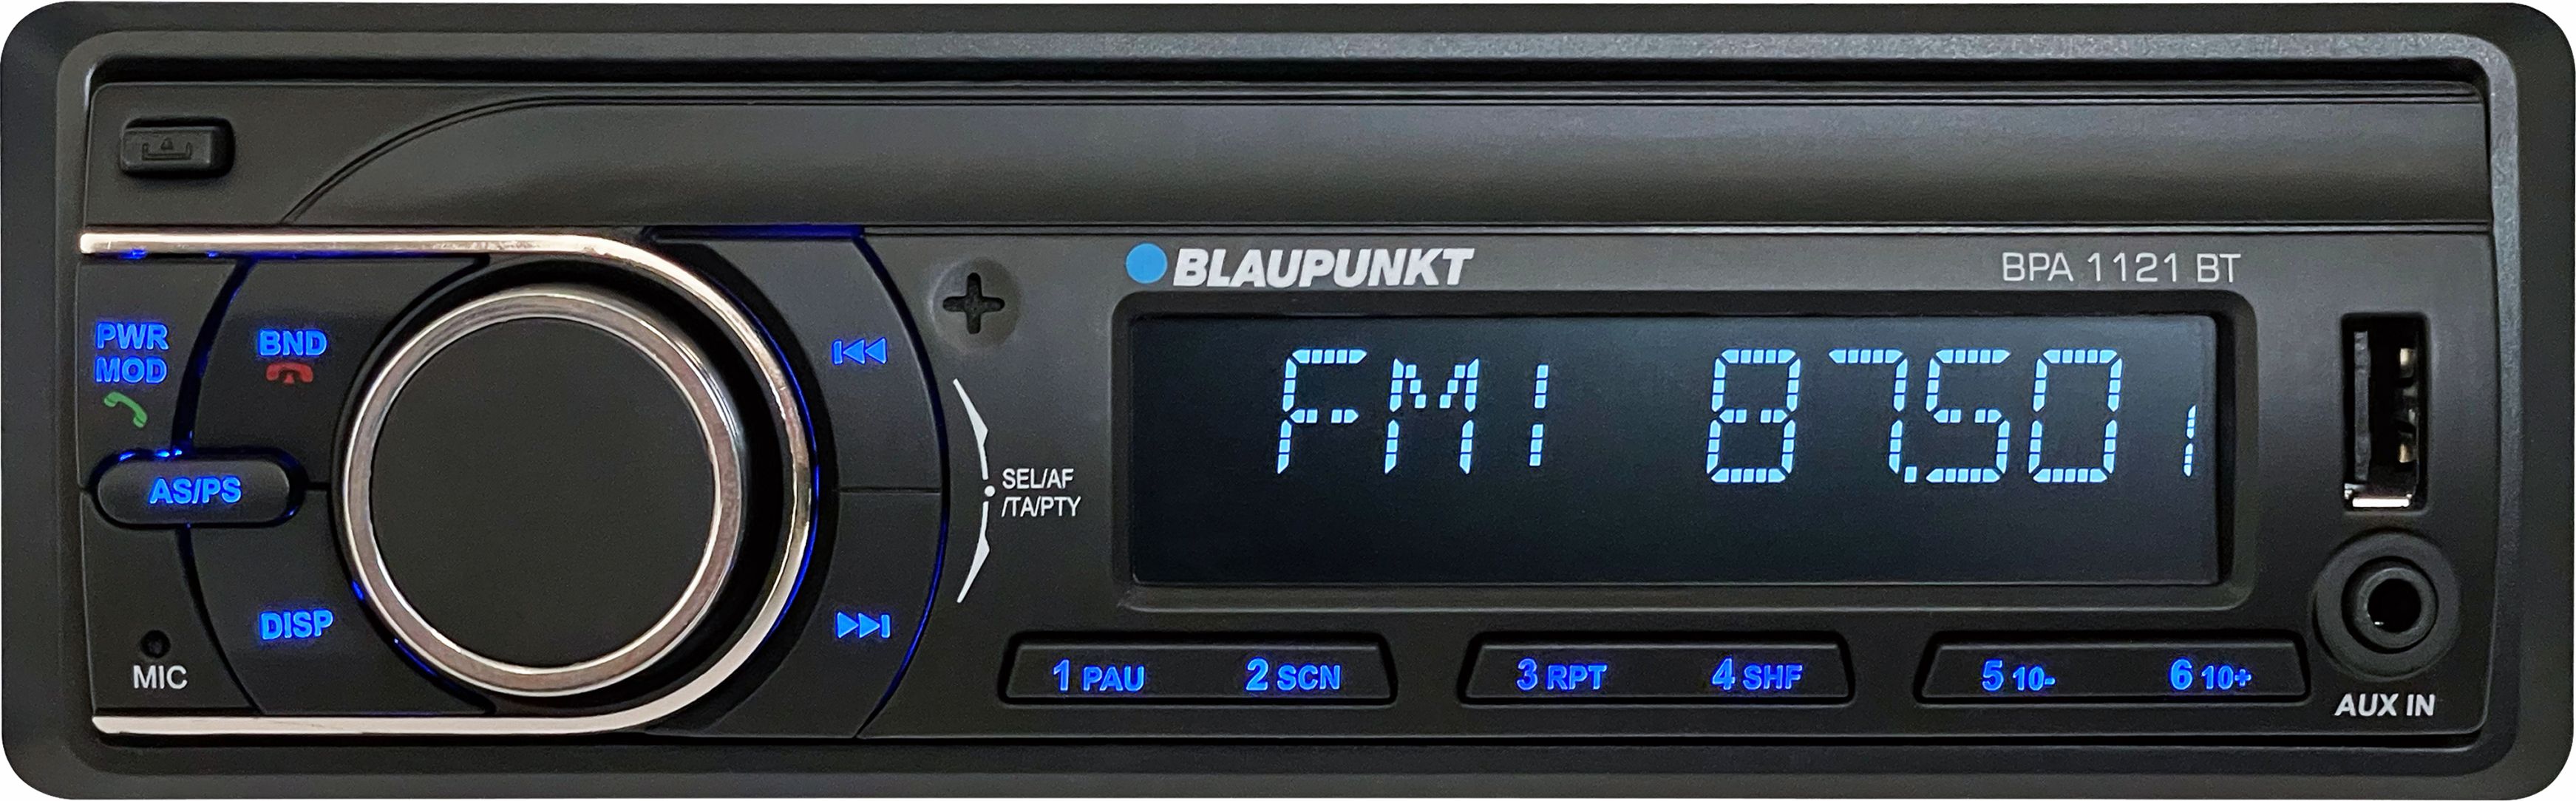 BLAUPUNKT
BPA 1121 BT
PWR
MOD
BND
FM1 87.50 1
SEL/AF
/TA/PTY
AS/PS
DISP
MIC
1 PAU 2 SCN 3 RPT 4 SHF 5 10- 6 10+
AUX IN